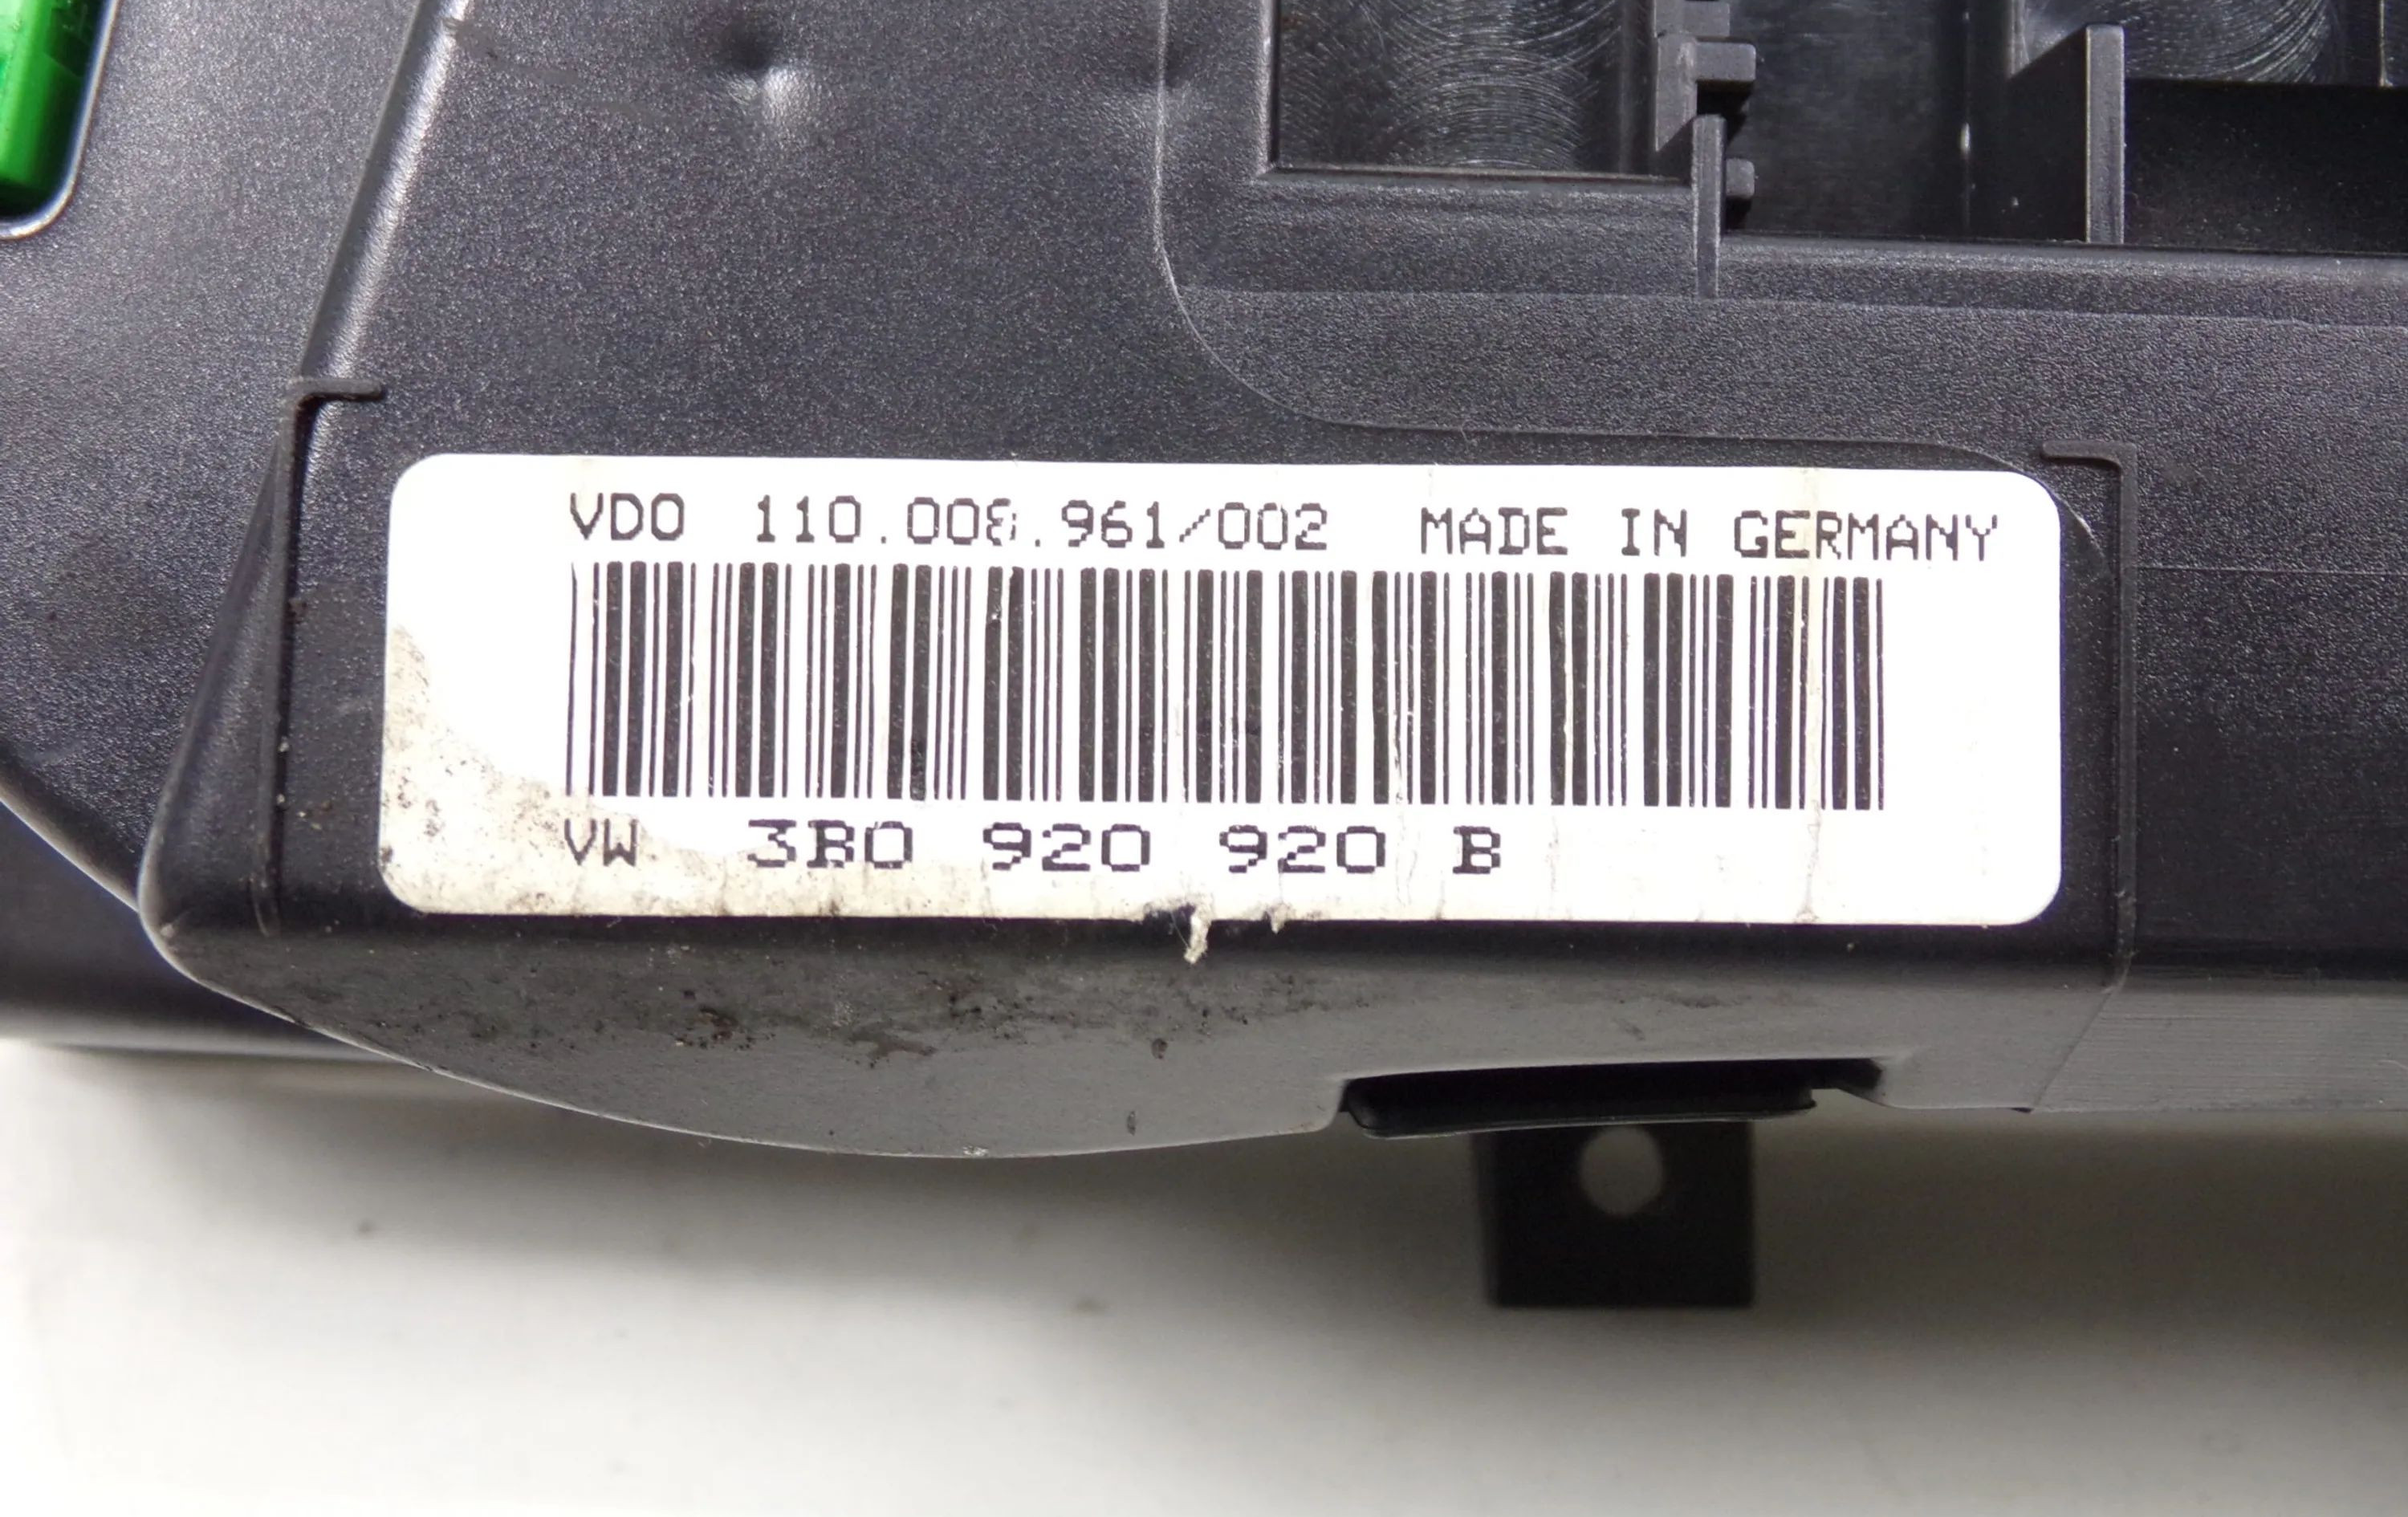 VDO 110.008.961/002 MADE IN GERMANY
VW 3B0 920 920 B